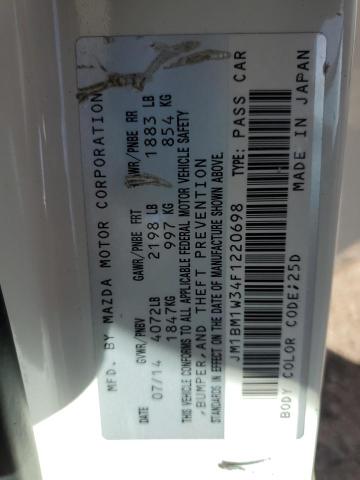 MFD. BY MAZDA MOTOR CORPORATION
DATE GVWR/PNBV GAWR/PNBE FRT WR/PNBE RR
07/14 4072LB 2198LB 1883 LB
1847KG 997 KG 854 KG
THIS VEHICLE CONFORMS TO ALL APPLICABLE FEDERAL MOTOR VEHICLE SAFETY
,BUMPER,AND THEFT PREVENTION
STANDARDS IN EFFECT ON THE DATE OF MANUFACTURE SHOWN ABOVE.
JM1BM1W34F1220698 TYPE: PASS CAR
BODY COLOR CODE;25D MADE IN JAPAN